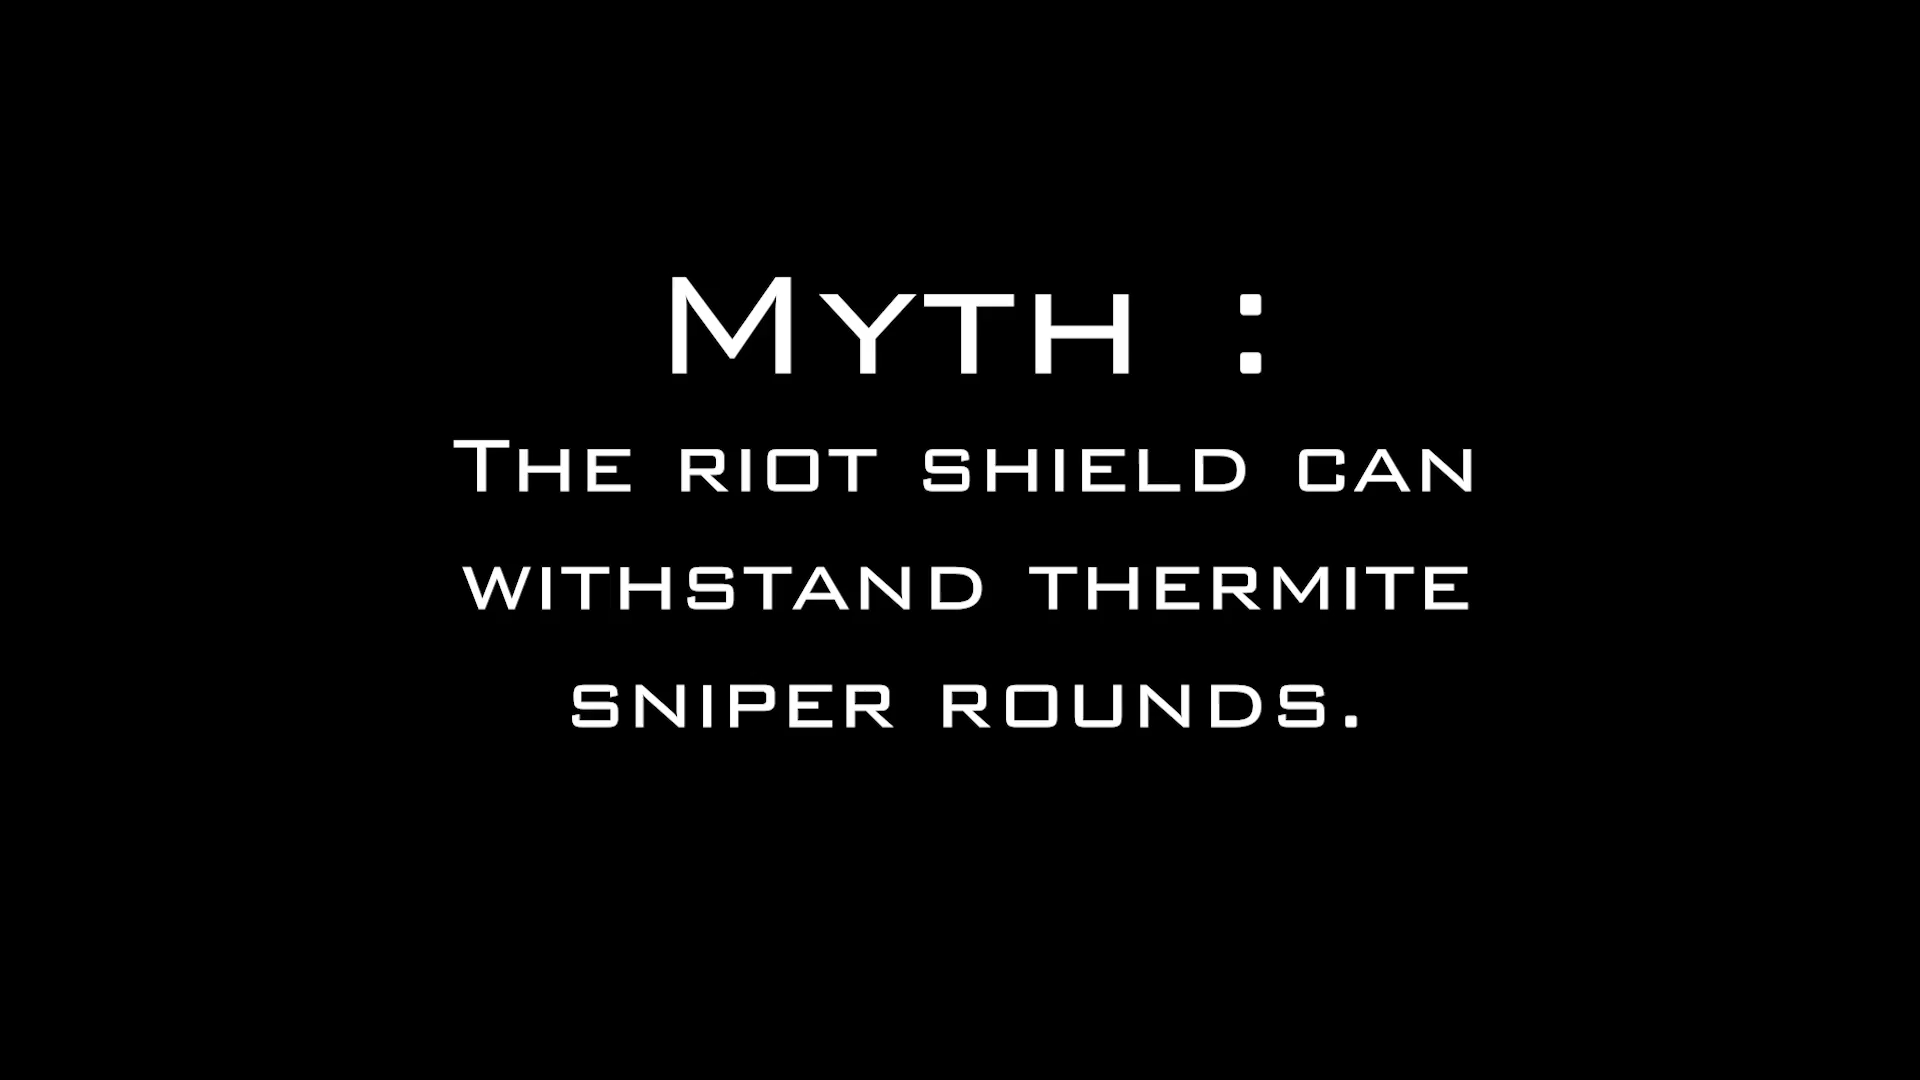 Myth :
The riot shield can
withstand thermite
sniper rounds.